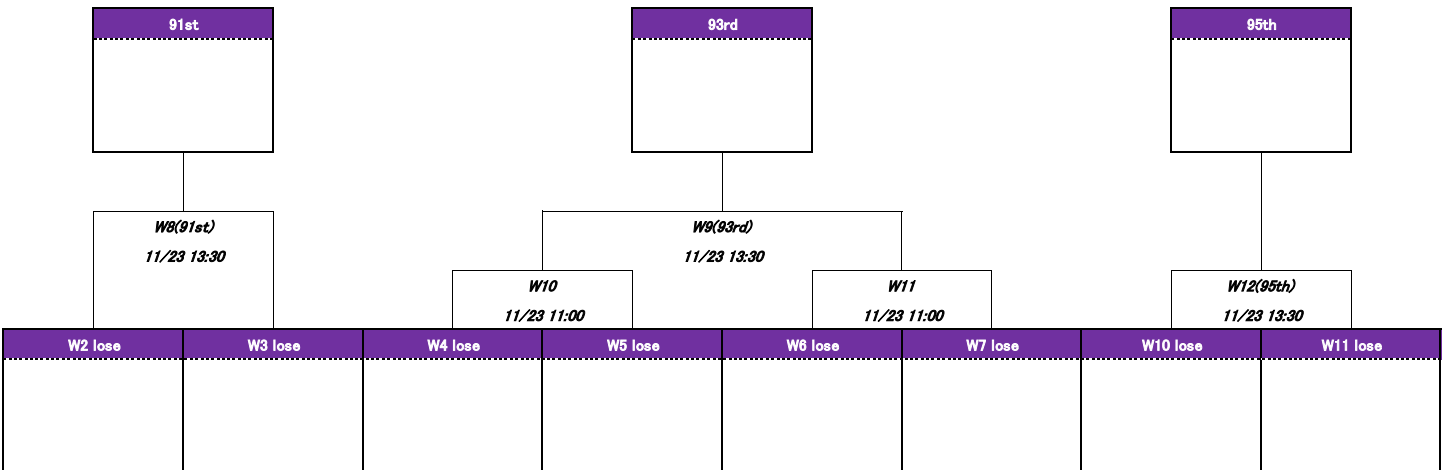 91st
93rd
95th
W8(91st)
11/23 13:30
W9(93rd)
11/23 13:30
W10
11/23 11:00
W11
11/23 11:00
W12(95th)
11/23 13:30
W2 lose
W3 lose
W4 lose
W5 lose
W6 lose
W7 lose
W10 lose
W11 lose